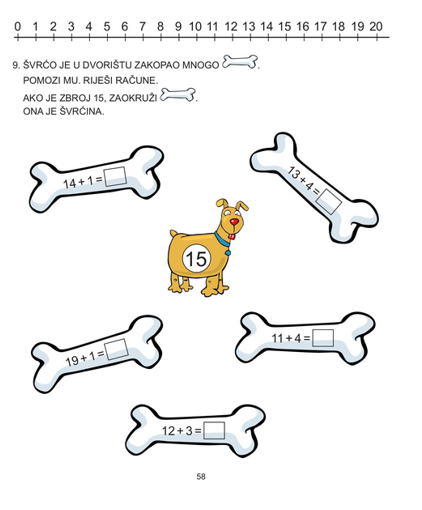 0 1 2 3 4 5 6 7 8 9 10 11 12 13 14 15 16 17 18 19 20
9. ŠVRĆO JE U DVORIŠTU ZAKOPAO MNOGO .
POMOZI MU. RIJEŠI RAČUNE.
AKO JE ZBROJ 15, ZAOKRUŽI .
ONA JE ŠVRĆINA.
14 + 1 =
13 + 4 =
15
19 + 1 =
11 + 4 =
12 + 3 =
58